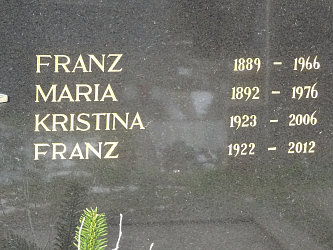 FRANZ 1889 - 1966
MARIA 1892 - 1976
KRISTINA 1923 - 2006
FRANZ 1922 - 2012